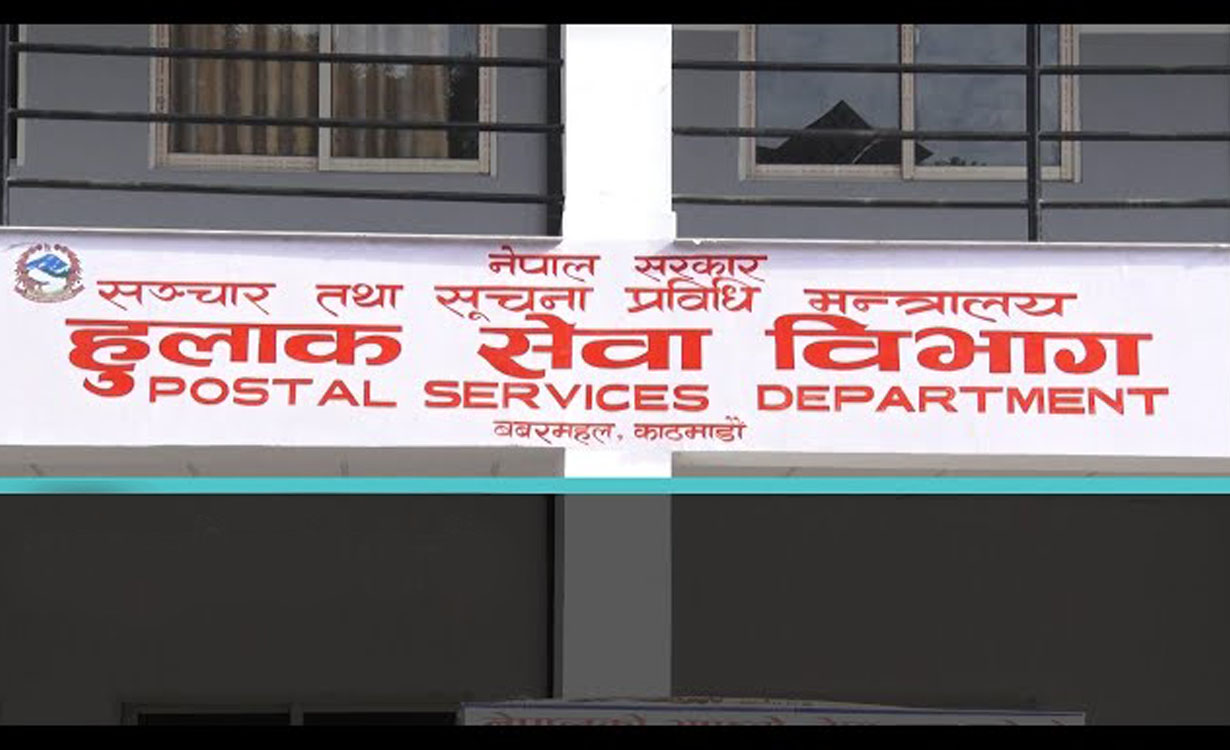 नेपाल सरकार
सञ्चार तथा सूचना प्रविधि मन्त्रालय
हुलाक सेवा विभाग
POSTAL SERVICES DEPARTMENT
बबरमहल, काठमाडौं